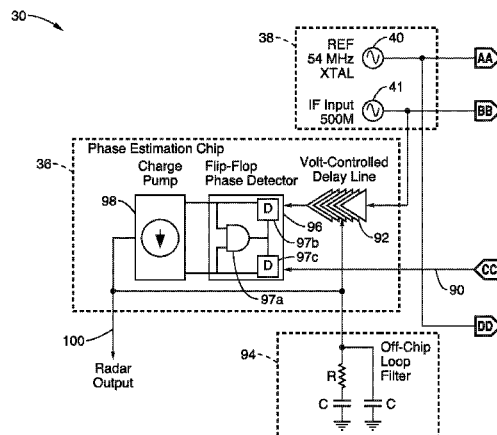 30
38
REF
54 MHz
XTAL
40
AA
IF Input
500M
41
BB
36
Phase Estimation Chip
Charge
Pump
Flip-Flop
Phase Detector
Volt-Controlled
Delay Line
98
D
96
97b
92
D
97c
97a
90
CC
DD
100
Radar
Output
94
Off-Chip
Loop
Filter
R
C
C